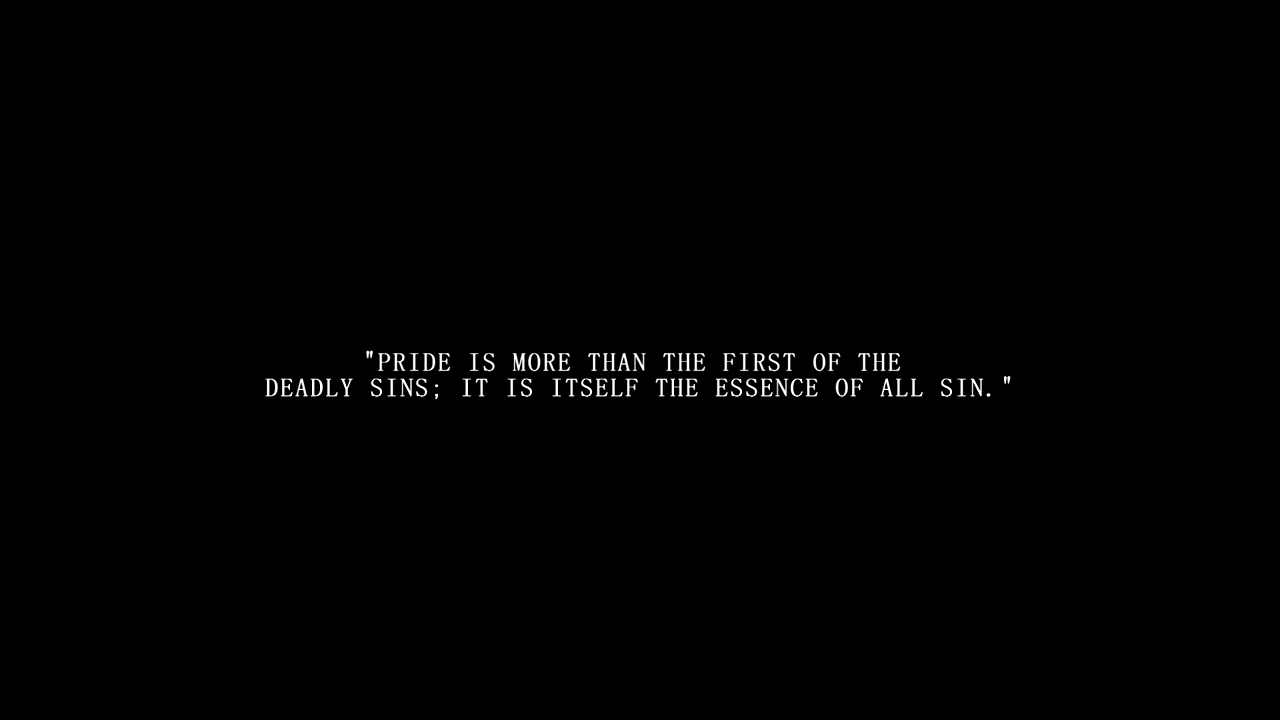 "PRIDE IS MORE THAN THE FIRST OF THE
DEADLY SINS; IT IS ITSELF THE ESSENCE OF ALL SIN."